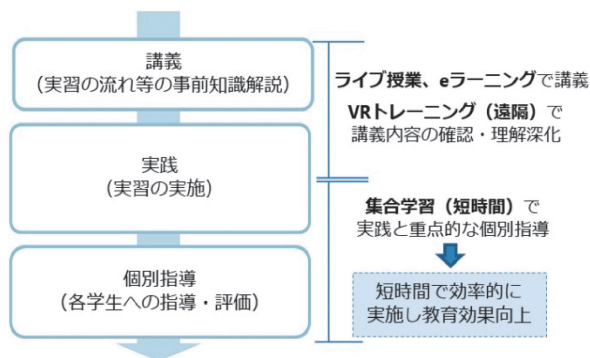 講義
(実習の流れ等の事前知識解説)
実践
(実習の実施)
個別指導
(各学生への指導・評価)
ライブ授業、eラーニングで講義
VRトレーニング（遠隔）で
講義内容の確認・理解深化
集合学習（短時間）で
実践と重点的な個別指導
短時間で効率的に
実施し教育効果向上